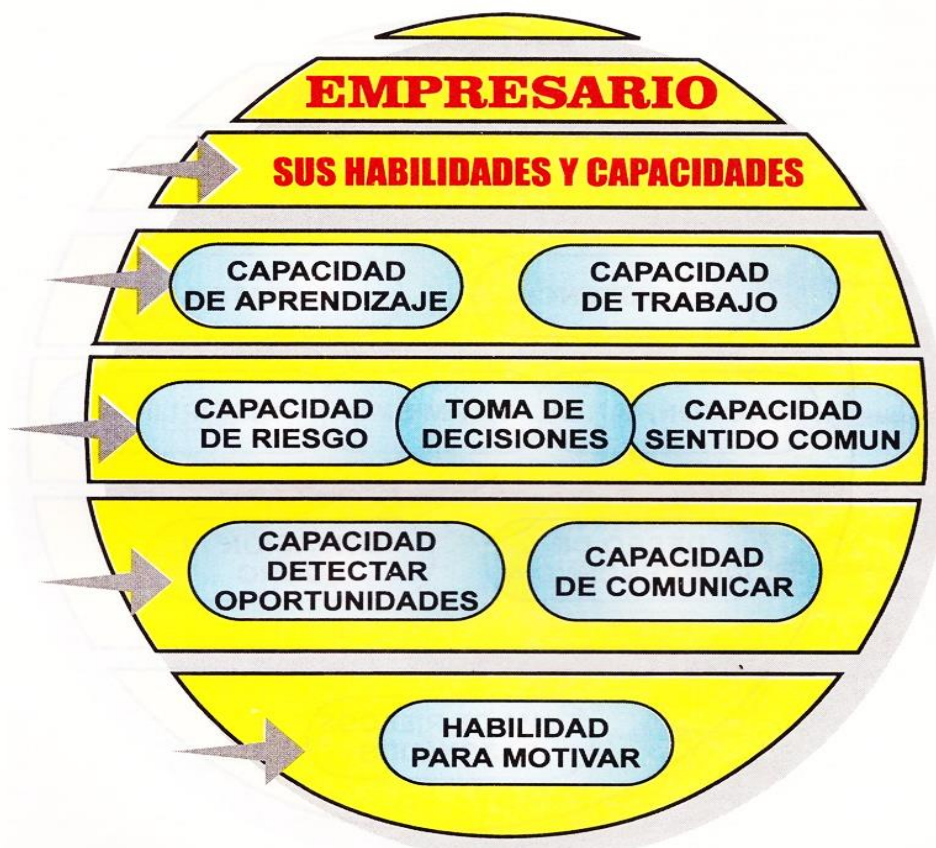 EMPRESARIO
SUS HABILIDADES Y CAPACIDADES
CAPACIDAD
DE APRENDIZAJE
CAPACIDAD
DE TRABAJO
CAPACIDAD
DE RIESGO
TOMA DE
DECISIONES
CAPACIDAD
SENTIDO COMUN
CAPACIDAD
DETECTAR
OPORTUNIDADES
CAPACIDAD
DE COMUNICAR
HABILIDAD
PARA MOTIVAR